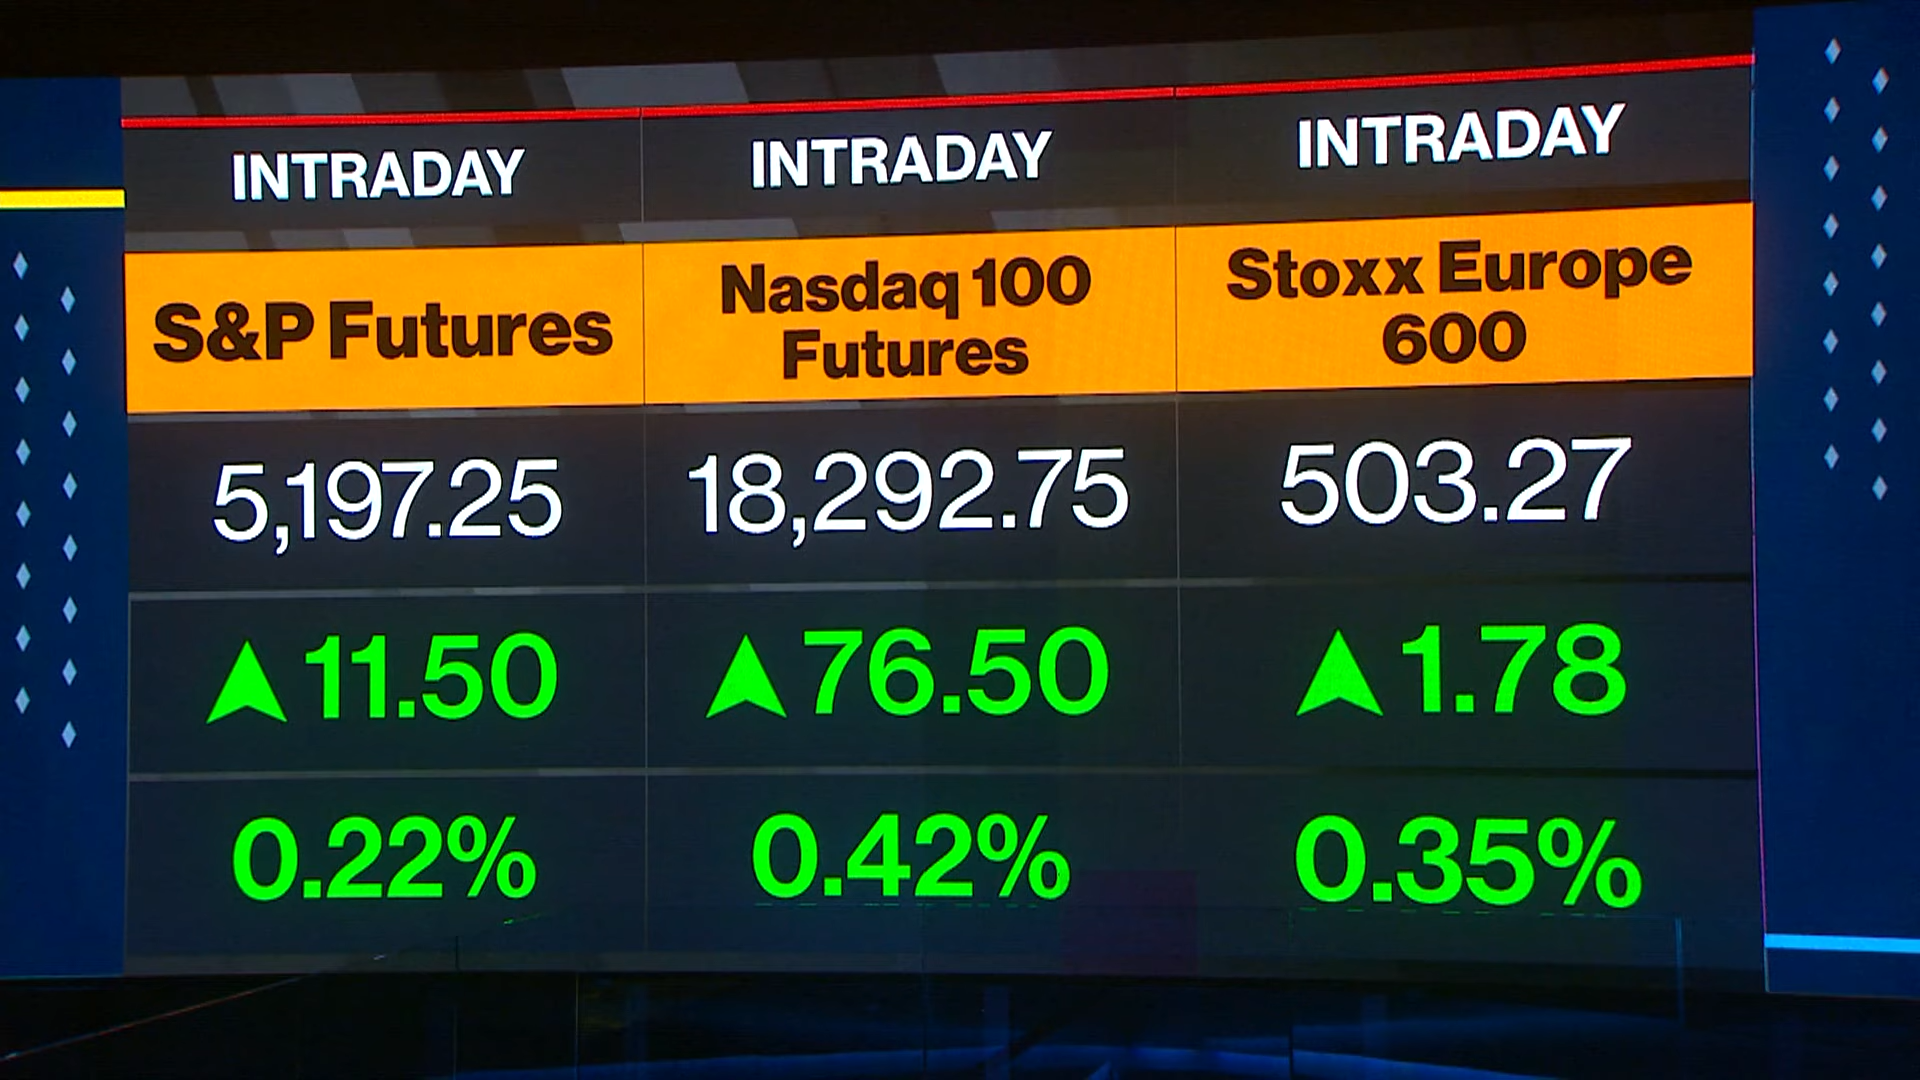 INTRADAY INTRADAY INTRADAY
S&P Futures
Nasdaq 100
Futures
Stoxx Europe
600
5,197.25 18,292.75 503.27
▲11.50 ▲76.50 ▲1.78
0.22% 0.42% 0.35%